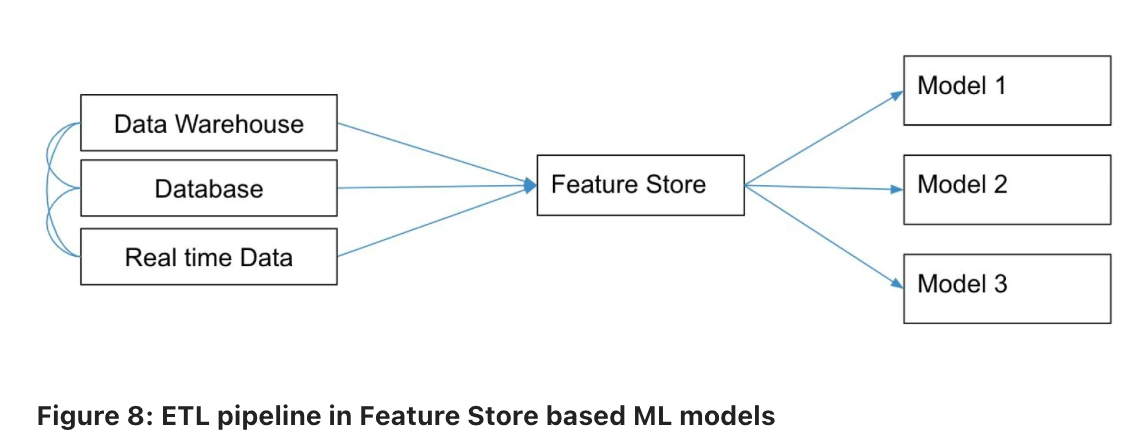 Data Warehouse
Database
Real time Data
Feature Store
Model 1
Model 2
Model 3
Figure 8: ETL pipeline in Feature Store based ML models